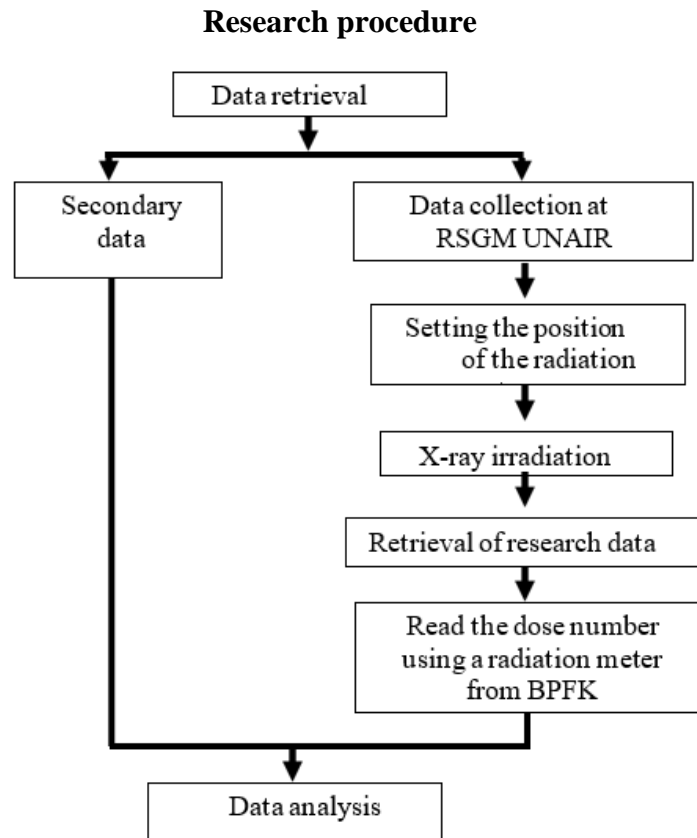 Research procedure
Data retrieval
Secondary
data
Data collection at
RSGM UNAIR
Setting the position
of the radiation
X-ray irradiation
Retrieval of research data
Read the dose number
using a radiation meter
from BPFK
Data analysis